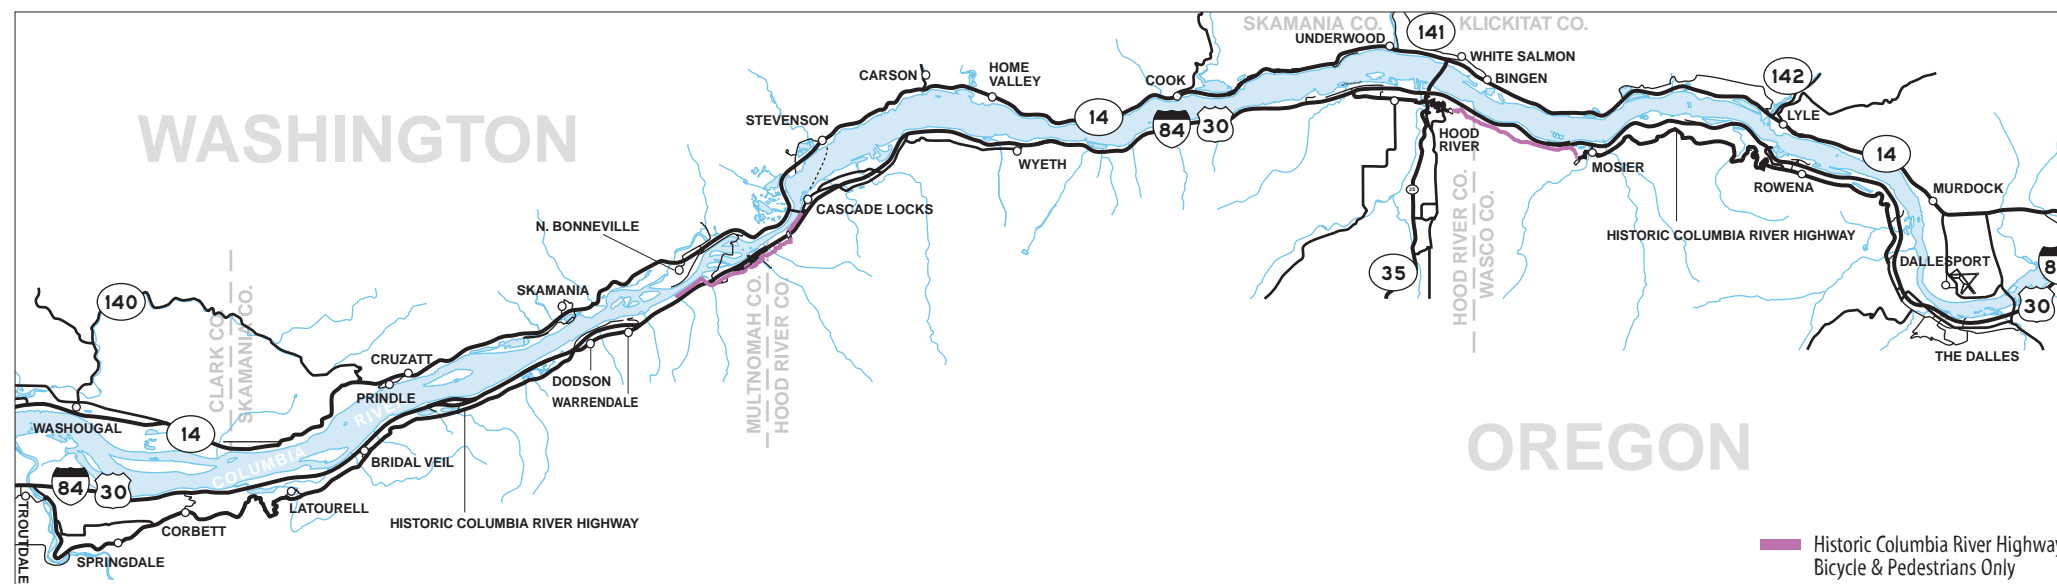 SKAMANIA CO.
KLICKITAT CO.
141
UNDERWOOD
WHITE SALMON
BINGEN
HOME
VALLEY
CARSON
COOK
142
WASHINGTON
STEVENSON
14
84
30
LYLE
HOOD
RIVER
WYETH
MOSIER
14
ROWENA
MURDOCK
35
CASCADE LOCKS
N. BONNEVILLE
HISTORIC COLUMBIA RIVER HIGHWAY
HOOD RIVER CO.
WASCO CO.
35
DALLESPORT
8
30
THE DALLES
SKAMANIA
140
CLARK CO.
SKAMANIA CO.
MULTNOMAH CO.
HOOD RIVER CO.
CRUZATT
PRINDLE
DODSON
WARRENDALE
WASHOUGAL
14
COLUMBIA
RIVER
BRIDAL VEIL
OREGON
84
30
LATOURELL
HISTORIC COLUMBIA RIVER HIGHWAY
CORBETT
TROUTDALE
SPRINGDALE
Historic Columbia River Highway
Bicycle & Pedestrians Only